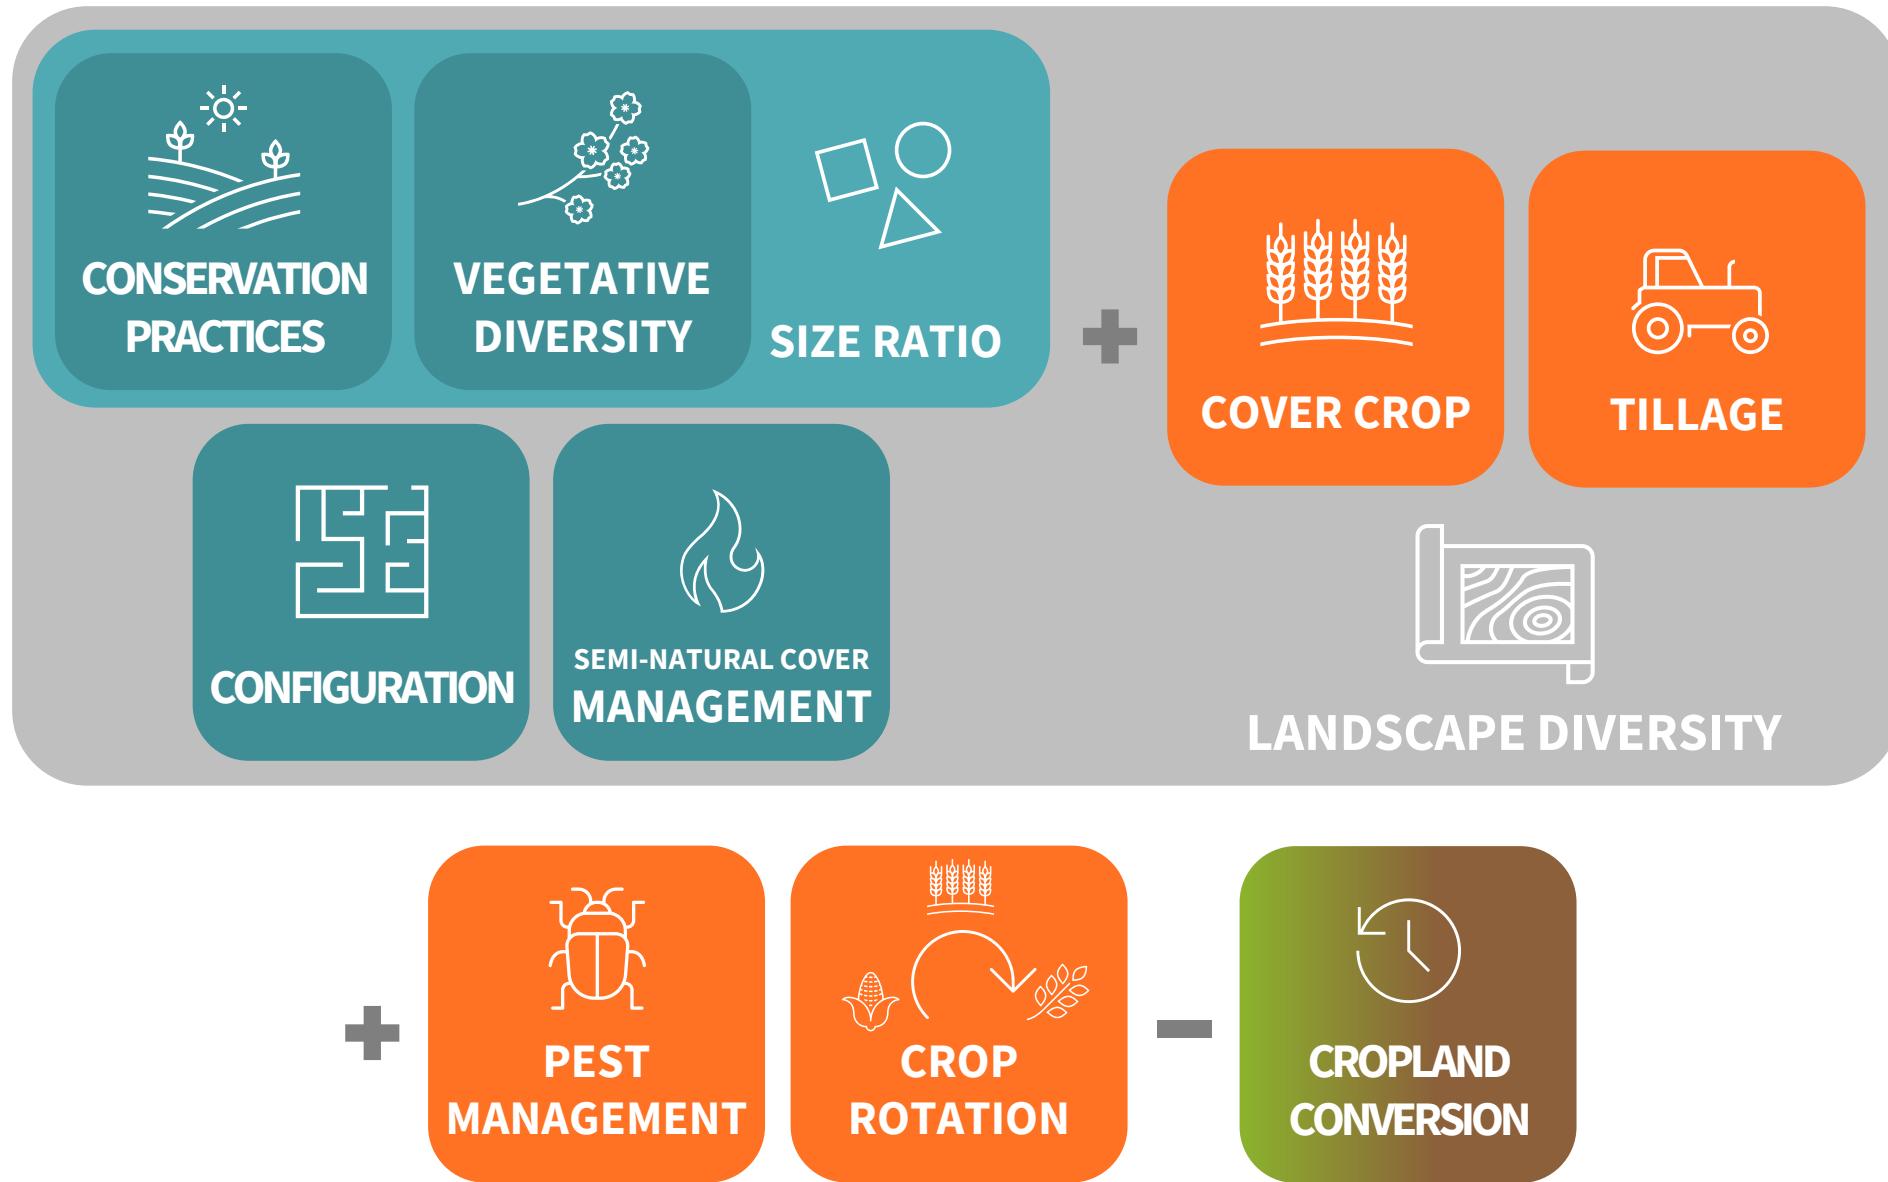 CONSERVATION
PRACTICES
VEGETATIVE
DIVERSITY
SIZE RATIO
COVER CROP
TILLAGE
CONFIGURATION
SEMI-NATURAL COVER
MANAGEMENT
LANDSCAPE DIVERSITY
PEST
MANAGEMENT
CROP
ROTATION
CROPLAND
CONVERSION